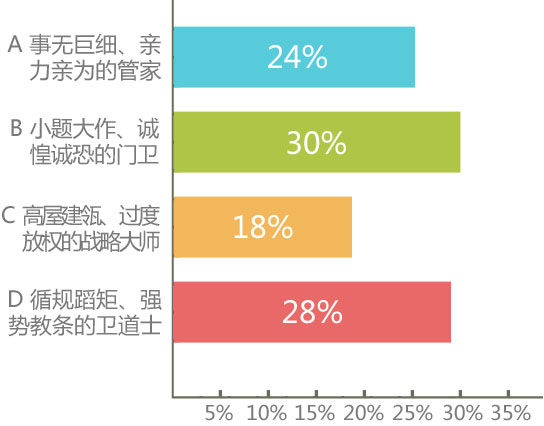 A 事无巨细、亲
力亲为的管家
24%
B 小题大作、诚
惶诚恐的门卫
30%
C 高屋建瓴、过度
放权的战略大师
18%
D 循规蹈矩、强
势教条的卫道士
28%
5% 10% 15% 20% 25% 30% 35%